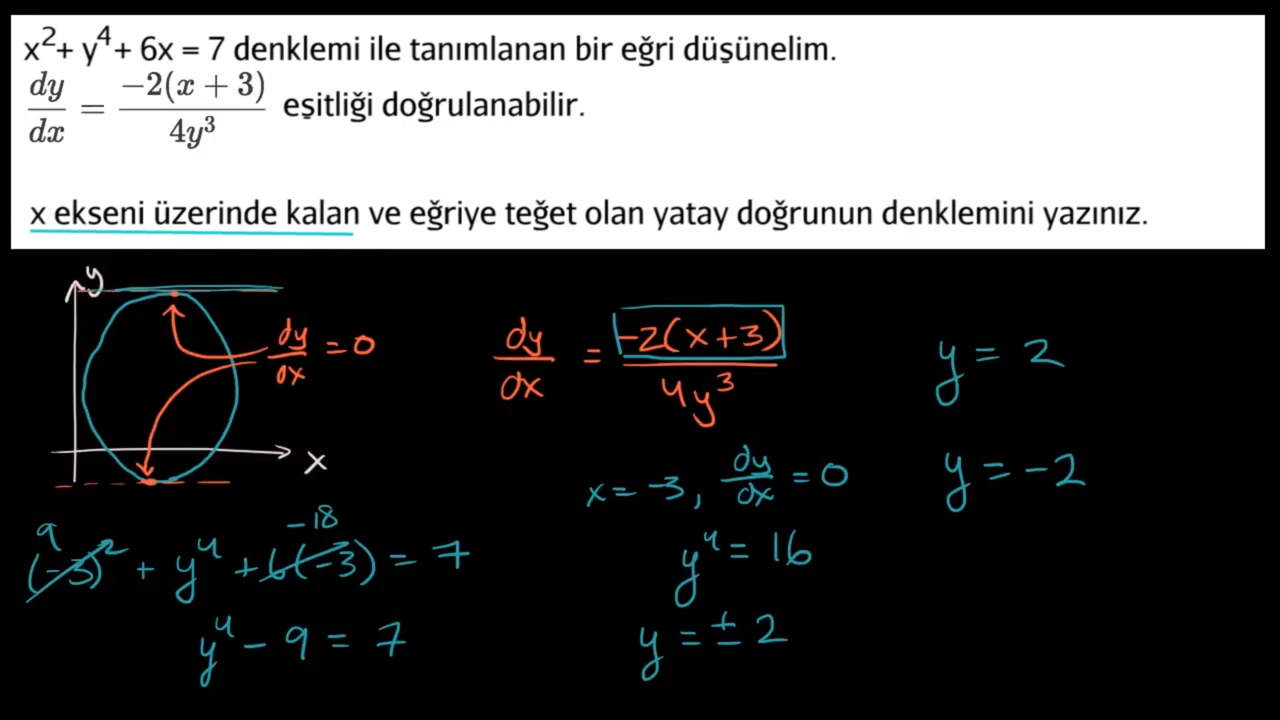 x²+ y⁴+ 6x = 7 denklemi ile tanımlanan bir eğri düşünelim.
dy/dx = −2(x + 3)/4y³ eşitliği doğrulanabilir.
x ekseni üzerinde kalan ve eğriye teğet olan yatay doğrunun denklemini yazınız.
y
dy/dx = 0
x
dy/dx = -2(x+3)/4y³
y = 2
y = -2
x = -3, dy/dx = 0
9 -18
(-3)² + y⁴ + 6(-3) = 7
y⁴ = 16
y⁴ - 9 = 7
y = ± 2